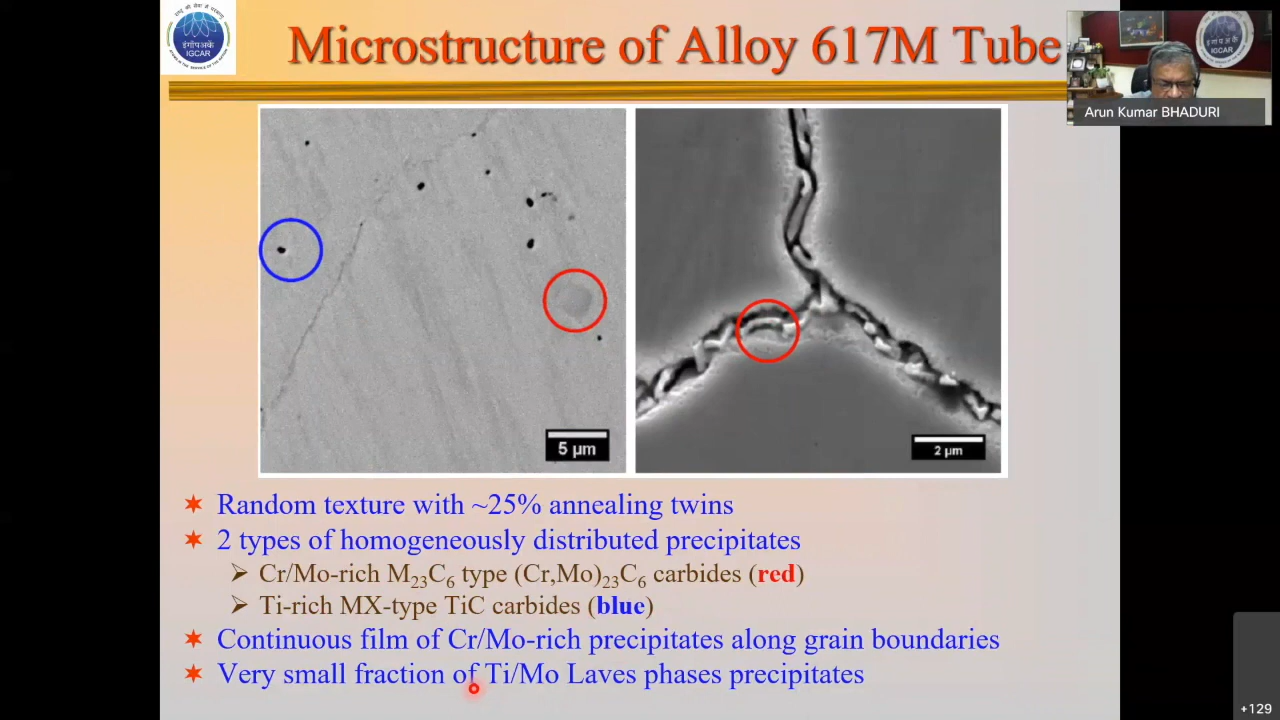 Microstructure of Alloy 617M Tube
इंगांपअकें
IGCAR
Arun Kumar BHADURI
5 µm
2 µm
✶ Random texture with ~25% annealing twins
✶ 2 types of homogeneously distributed precipitates
➢ Cr/Mo-rich M₂₃C₆ type (Cr,Mo)₂₃C₆ carbides (red)
➢ Ti-rich MX-type TiC carbides (blue)
✶ Continuous film of Cr/Mo-rich precipitates along grain boundaries
✶ Very small fraction of Ti/Mo Laves phases precipitates
+129